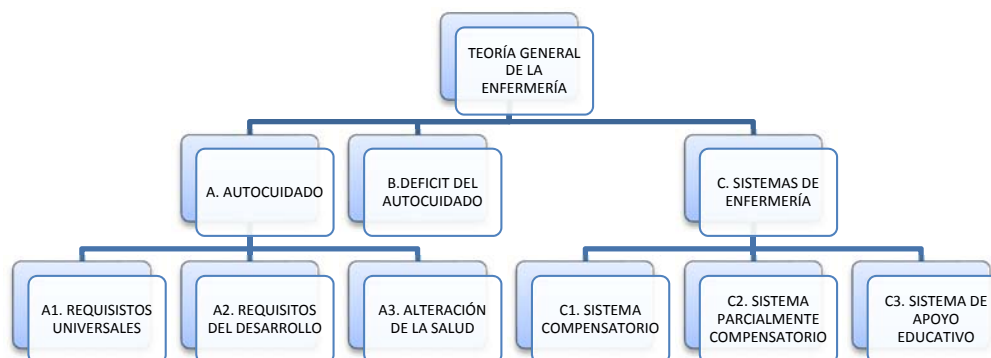 TEORÍA GENERAL
DE LA
ENFERMERÍA
A. AUTOCUIDADO
B.DEFICIT DEL
AUTOCUIDADO
C. SISTEMAS DE
ENFERMERÍA
A1. REQUISISTOS
UNIVERSALES
A2. REQUISITOS
DEL DESARROLLO
A3. ALTERACIÓN
DE LA SALUD
C1. SISTEMA
COMPENSATORIO
C2. SISTEMA
PARCIALMENTE
COMPENSATORIO
C3. SISTEMA DE
APOYO
EDUCATIVO